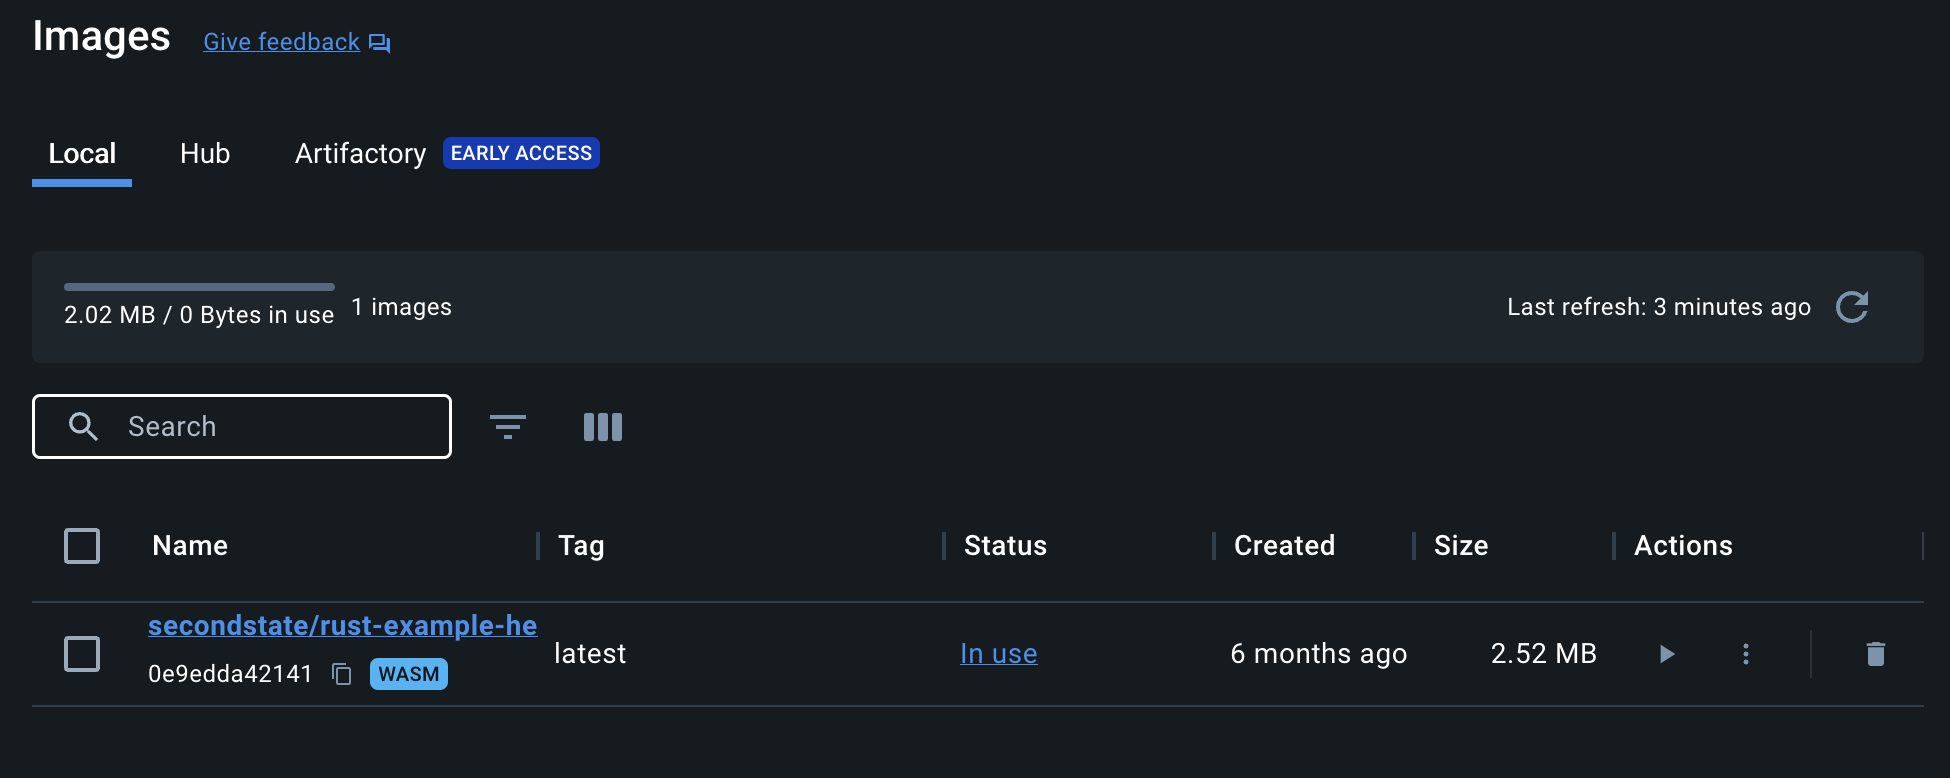 Images Give feedback
Local Hub Artifactory EARLY ACCESS
2.02 MB / 0 Bytes in use 1 images Last refresh: 3 minutes ago
Search
Name Tag Status Created Size Actions
secondstate/rust-example-he
latest In use 6 months ago 2.52 MB
0e9edda42141 WASM